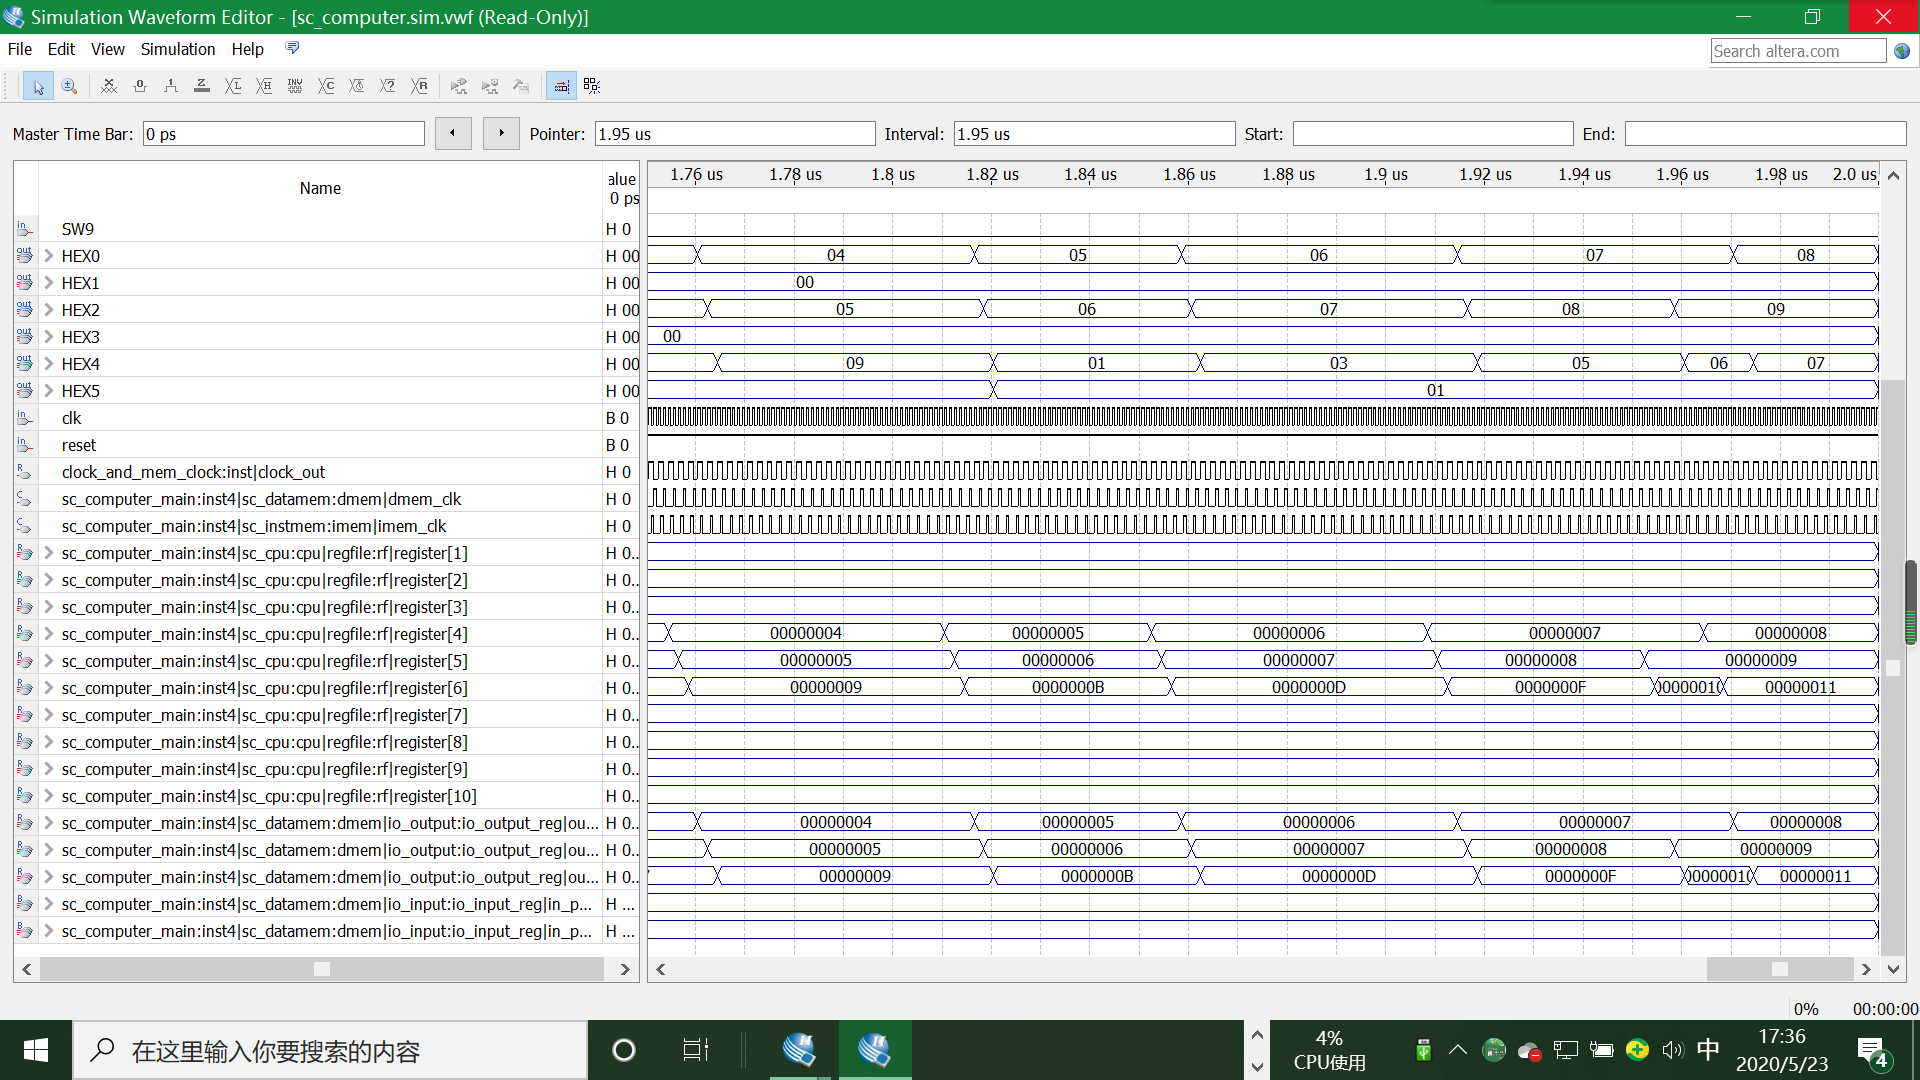 Simulation Waveform Editor - [sc_computer.sim.vwf (Read-Only)]
File Edit View Simulation Help
Search altera.com
Master Time Bar: 0 ps Pointer: 1.95 us Interval: 1.95 us Start: End:
Name alue 0 ps
1.76 us 1.78 us 1.8 us 1.82 us 1.84 us 1.86 us 1.88 us 1.9 us 1.92 us 1.94 us 1.96 us 1.98 us 2.0 us
SW9 H 0
HEX0 H 00 04 05 06 07 08
HEX1 H 00 00
HEX2 H 00 05 06 07 08 09
HEX3 H 00 00
HEX4 H 00 09 01 03 05 06 07
HEX5 H 00 01
clk B 0
reset B 0
clock_and_mem_clock:inst|clock_out H 0
sc_computer_main:inst4|sc_datamem:dmem|dmem_clk H 0
sc_computer_main:inst4|sc_instmem:imem|imem_clk H 0
sc_computer_main:inst4|sc_cpu:cpu|regfile:rf|register[1] H 0..
sc_computer_main:inst4|sc_cpu:cpu|regfile:rf|register[2] H 0..
sc_computer_main:inst4|sc_cpu:cpu|regfile:rf|register[3] H 0..
sc_computer_main:inst4|sc_cpu:cpu|regfile:rf|register[4] H 0.. 00000004 00000005 00000006 00000007 00000008
sc_computer_main:inst4|sc_cpu:cpu|regfile:rf|register[5] H 0.. 00000005 00000006 00000007 00000008 00000009
sc_computer_main:inst4|sc_cpu:cpu|regfile:rf|register[6] H 0.. 00000009 0000000B 0000000D 0000000F 00000011
sc_computer_main:inst4|sc_cpu:cpu|regfile:rf|register[7] H 0..
sc_computer_main:inst4|sc_cpu:cpu|regfile:rf|register[8] H 0..
sc_computer_main:inst4|sc_cpu:cpu|regfile:rf|register[9] H 0..
sc_computer_main:inst4|sc_cpu:cpu|regfile:rf|register[10] H 0..
sc_computer_main:inst4|sc_datamem:dmem|io_output:io_output_reg|ou... H 0.. 00000004 00000005 00000006 00000007 00000008
sc_computer_main:inst4|sc_datamem:dmem|io_output:io_output_reg|ou... H 0.. 00000005 00000006 00000007 00000008 00000009
sc_computer_main:inst4|sc_datamem:dmem|io_output:io_output_reg|ou... H 0.. 00000009 0000000B 0000000D 0000000F 00000011
sc_computer_main:inst4|sc_datamem:dmem|io_input:io_input_reg|in_p... H ...
sc_computer_main:inst4|sc_datamem:dmem|io_input:io_input_reg|in_p... H ...
0% 00:00:00
在这里输入你要搜索的内容
4%
CPU使用
中
17:36
2020/5/23
4